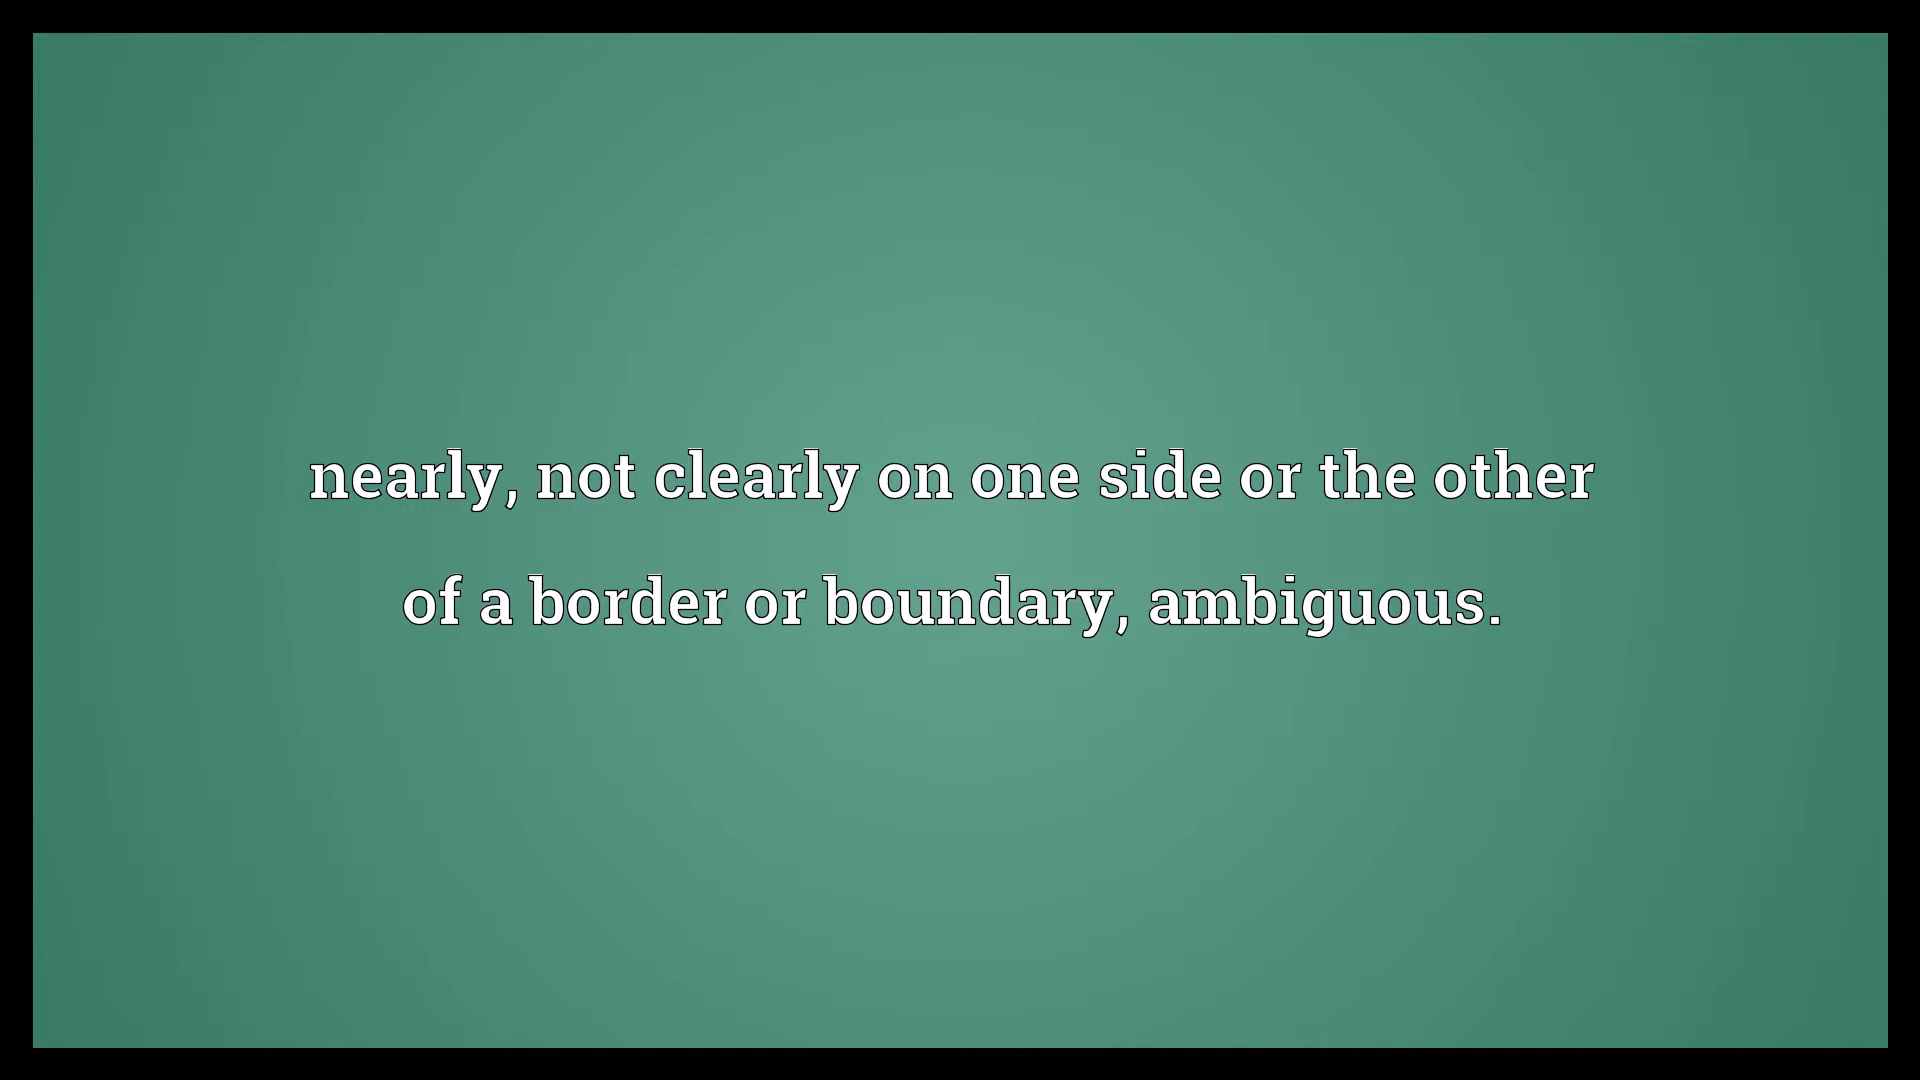 nearly, not clearly on one side or the other
of a border or boundary, ambiguous.